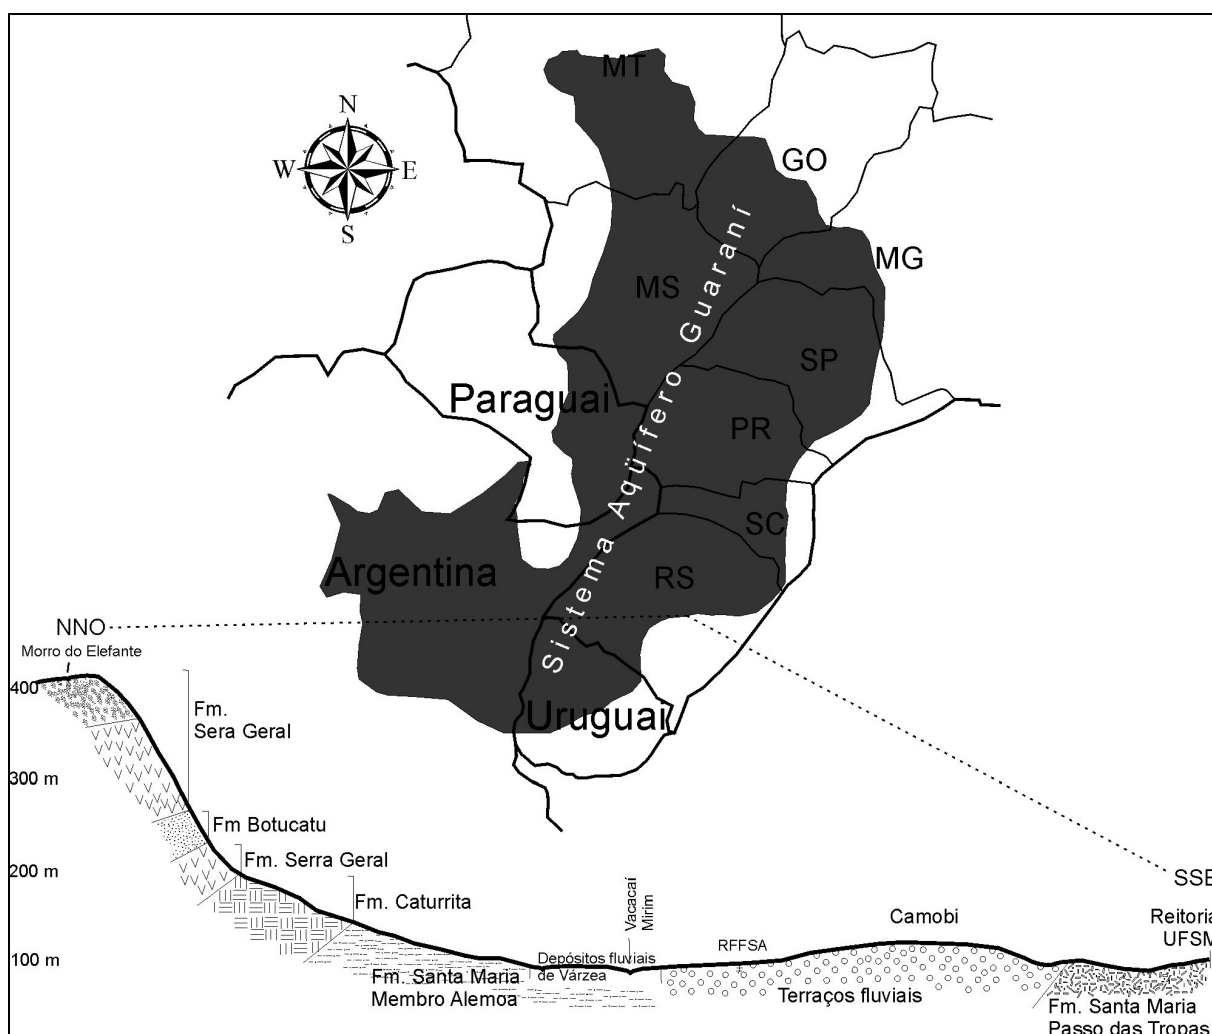 MT
N
GO
W
E
S
MG
MS
Sistema Aqüífero Guaraní
SP
Paraguai
PR
SC
Argentina
RS
NNO
Morro do Elefante
400
Fm.
Sera Geral
Uruguai
300 m
Fm Botucatu
Fm. Serra Geral
200 m
SSE
Fm. Caturrita
Vacacaí
Mirim
Camobi
Reitoria
UFSM
RFFSA
100 m
Depósitos fluviais
de Várzea
Fm. Santa Maria
Membro Alemoa
Terraços fluviais
Fm. Santa Maria
Passo das Tropas